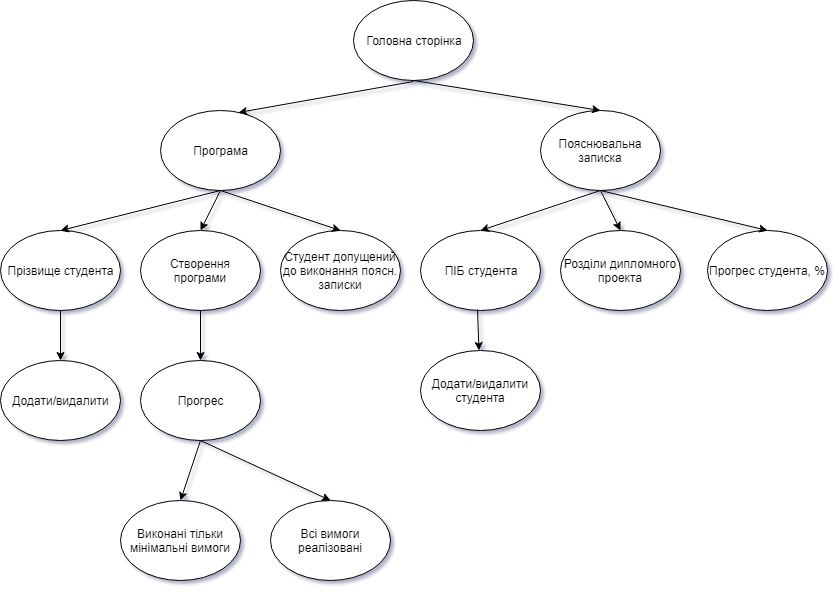 Головна сторінка
Програма
Пояснювальна
записка
Прізвище студента
Створення
програми
Студент допущений
до виконання поясн.
записки
ПІБ студента
Розділи дипломного
проекта
Прогрес студента, %
Додати/видалити
Прогрес
Додати/видалити
студента
Виконані тільки
мінімальні вимоги
Всі вимоги
реалізовані